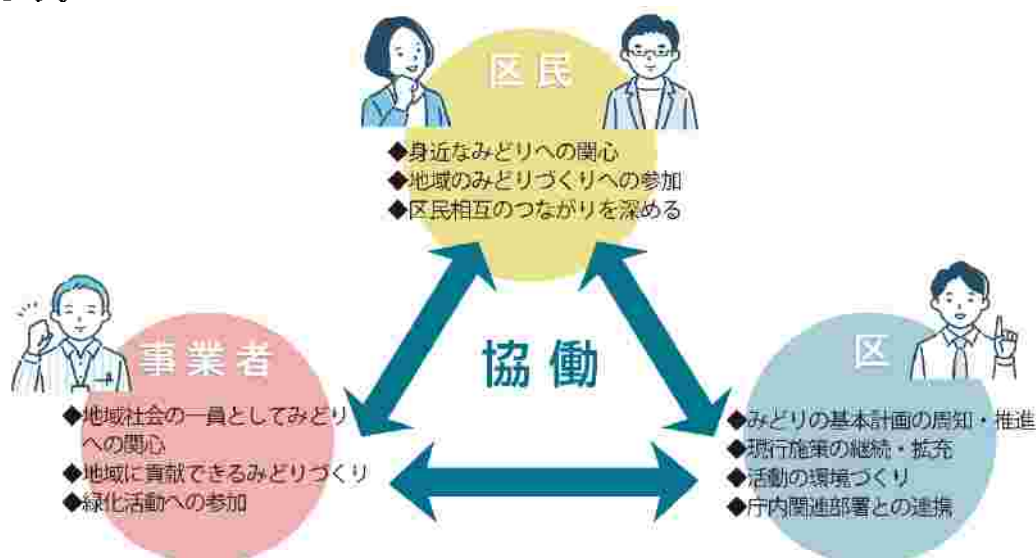 区民
◆身近なみどりへの関心
◆地域のみどりづくりへの参加
◆区民相互のつながりを深める
協働
事業者
◆地域社会の一員としてみどり
への関心
◆地域に貢献できるみどりづくり
◆緑化活動への参加
区
◆みどりの基本計画の周知・推進
◆現行施策の継続・拡充
◆活動の環境づくり
◆庁内関連部署との連携